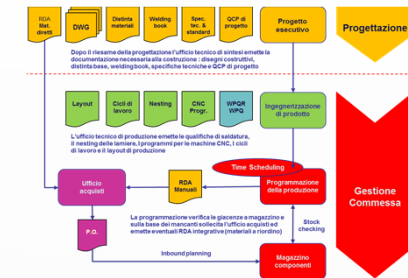 RDA
Mat.
diretti
DWG
Distinta
materiali
Welding
book
Spec.
tec. &
standard
QCP di
progetto
Progetto
esecutivo
Progettazione
Dopo il riesame della progettazione l'ufficio tecnico di sintesi emette la
documentazione necessaria alla costruzione : disegni costruttivi,
distinta base, welding book, specifiche tecniche e QCP di progetto
Layout
Cicli di
lavoro
Nesting
CNC
Progr.
WPQR
WPQ
Ingegnerizzazione
di prodotto
L'ufficio tecnico di produzione emette le qualifiche di saldatura,
il nesting delle lamiere, i programmi per le machine CNC, i cicli
di lavoro e il layout di produzione
Time Scheduling
Ufficio
acquisti
RDA
Manuali
Programmazione
della produzione
Gestione
Commessa
La programmazione verifica le giacenze a magazzino e
sulla base dei mancanti sollecita l'ufficio acquisti ed
emette eventuali RDA integrative (materiali a riordino)
Stock
checking
P.O.
Inbound planning
Magazzino
componenti